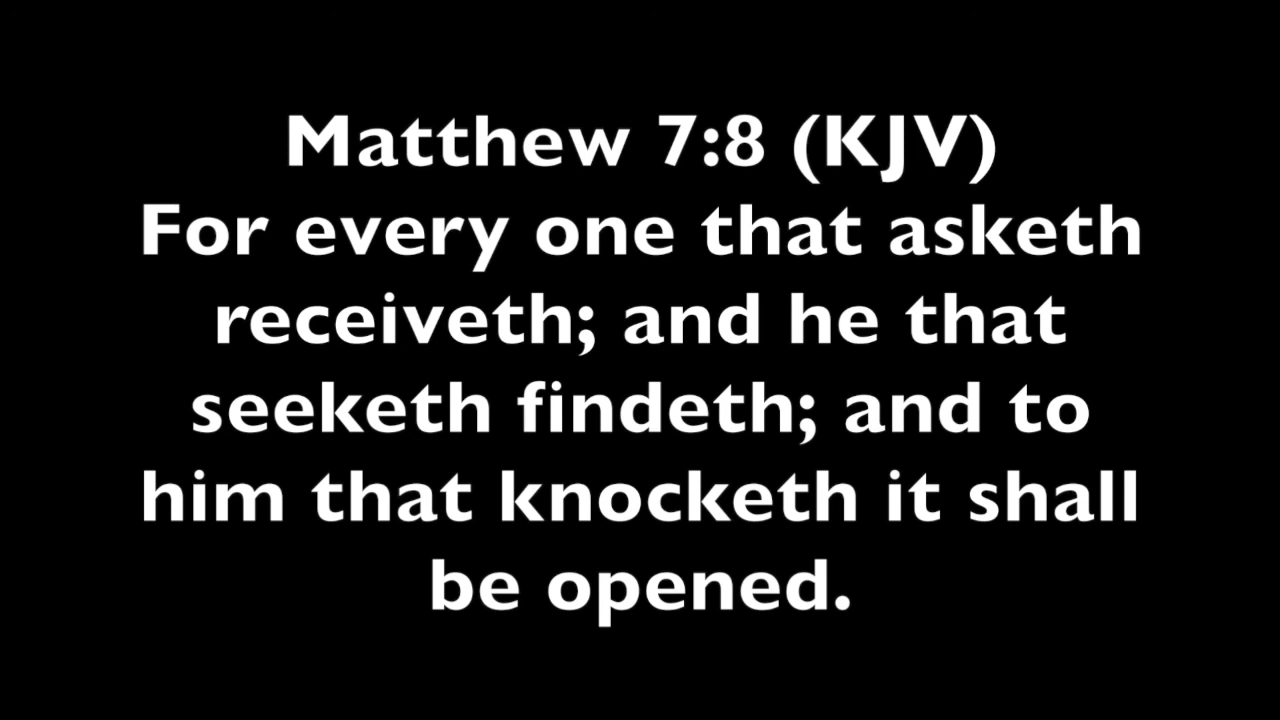 Matthew 7:8 (KJV)
For every one that asketh
receiveth; and he that
seeketh findeth; and to
him that knocketh it shall
be opened.